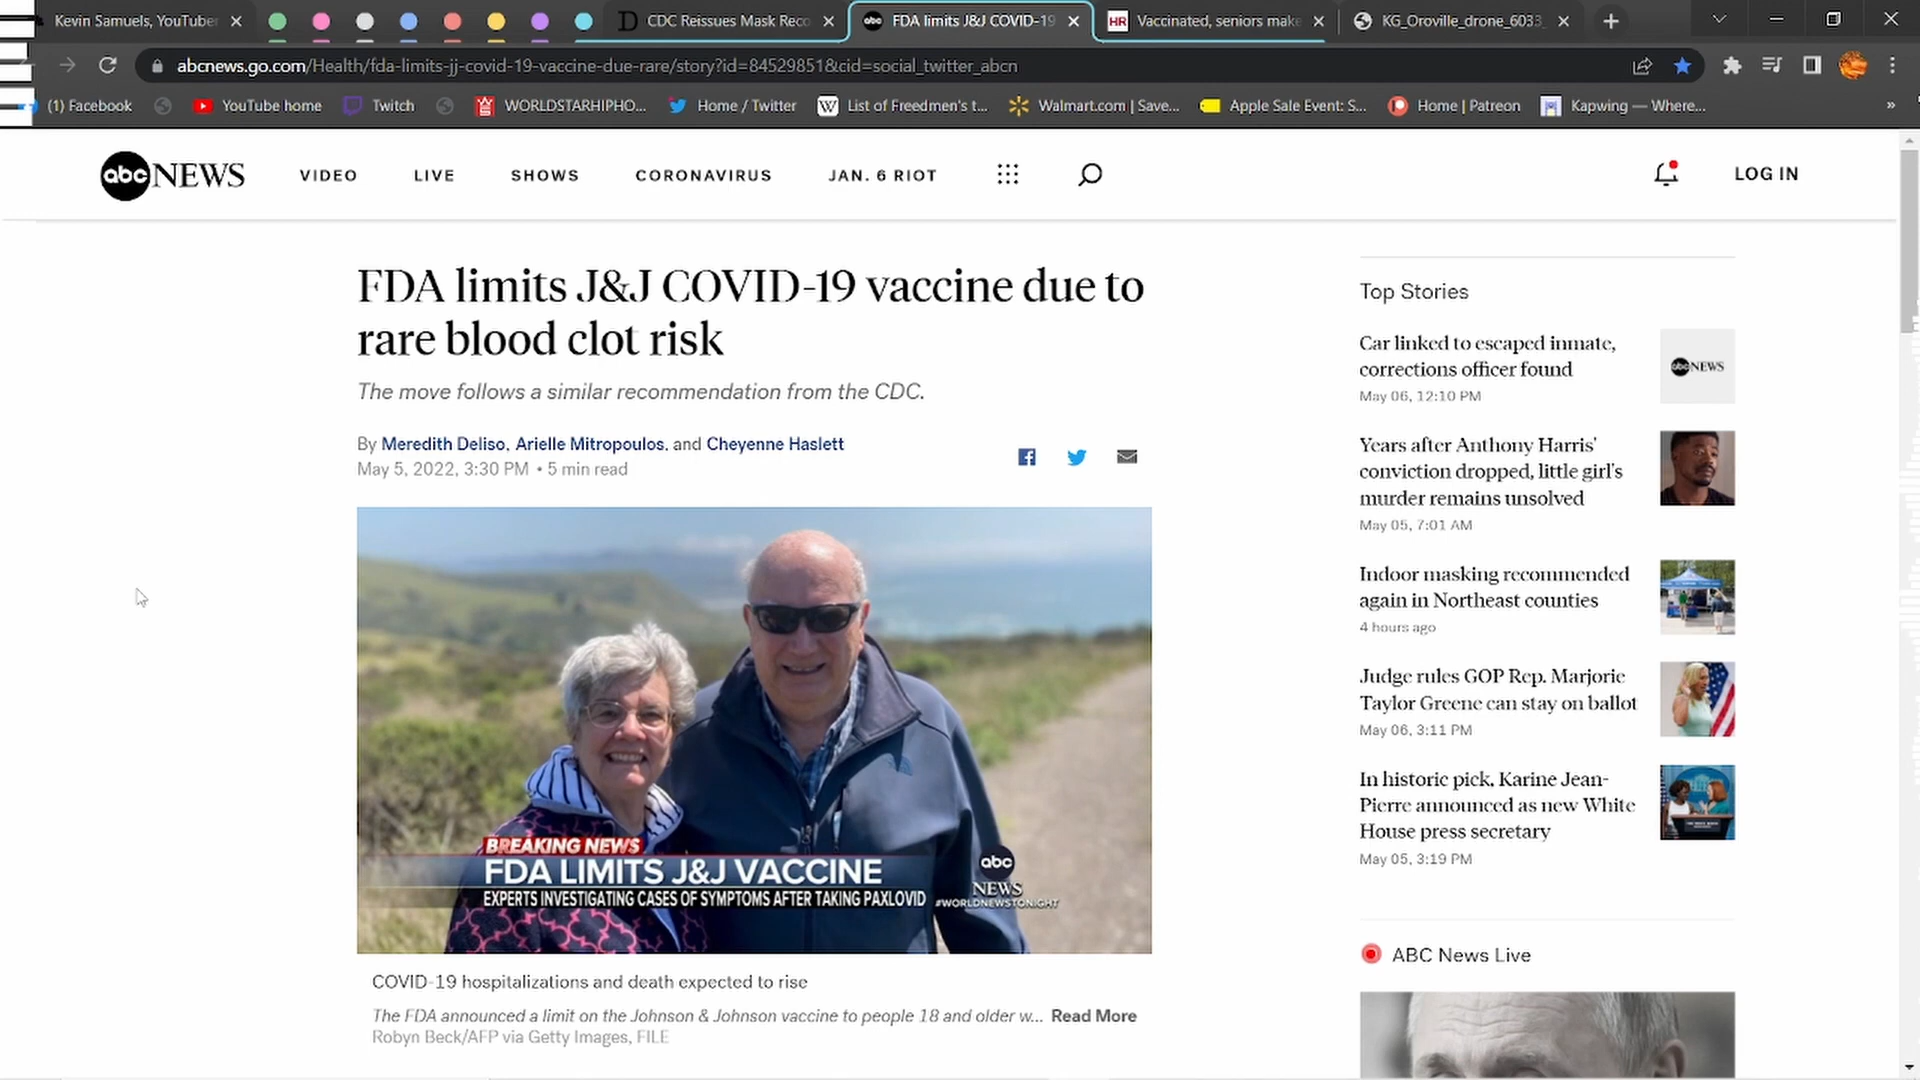 Kevin Samuels, YouTuber
CDC Reissues Mask Reco
FDA limits J&J COVID-19
HR
Vaccinated, seniors make
KG_Oroville_drone_6033
abcnews.go.com/Health/fda-limits-jj-covid-19-vaccine-due-rare/story?id=84529851&cid=social_twitter_abcn
(1) Facebook
YouTube home
Twitch
WORLDSTARHIPHO...
Home / Twitter
W
List of Freedmen's t...
Walmart.com | Save...
Apple Sale Event: S...
Home | Patreon
Kapwing — Where...
»
abc NEWS
VIDEO
LIVE
SHOWS
CORONAVIRUS
JAN. 6 RIOT
LOG IN
FDA limits J&J COVID-19 vaccine due to
rare blood clot risk
The move follows a similar recommendation from the CDC.
By Meredith Deliso, Arielle Mitropoulos, and Cheyenne Haslett
May 5, 2022, 3:30 PM • 5 min read
BREAKING NEWS
FDA LIMITS J&J VACCINE
EXPERTS INVESTIGATING CASES OF SYMPTOMS AFTER TAKING PAXLOVID
abc
NEWS
#WORLDNEWSTONIGHT
COVID-19 hospitalizations and death expected to rise
The FDA announced a limit on the Johnson & Johnson vaccine to people 18 and older w... Read More
Robyn Beck/AFP via Getty Images, FILE
Top Stories
Car linked to escaped inmate,
corrections officer found
May 06, 12:10 PM
abc NEWS
Years after Anthony Harris'
conviction dropped, little girl's
murder remains unsolved
May 05, 7:01 AM
Indoor masking recommended
again in Northeast counties
4 hours ago
Judge rules GOP Rep. Marjorie
Taylor Greene can stay on ballot
May 06, 3:11 PM
In historic pick, Karine Jean-
Pierre announced as new White
House press secretary
May 05, 3:19 PM
ABC News Live